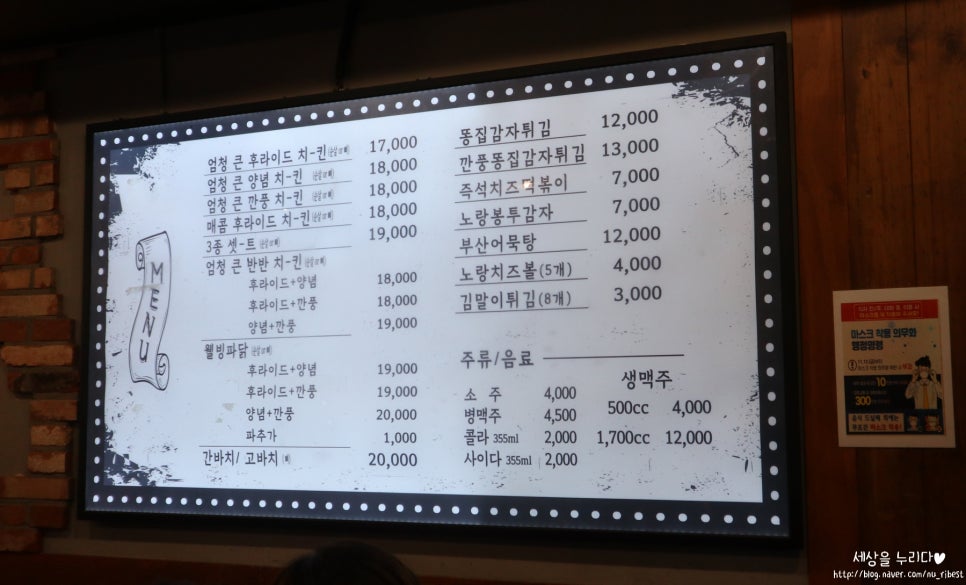 MENU
엄청 큰 후라이드 치-킨 17,000
엄청 큰 양념 치-킨 18,000
엄청 큰 깐풍 치-킨 18,000
매콤 후라이드 치-킨 18,000
3종 셋-트 19,000
엄청 큰 반반 치-킨
후라이드+양념 18,000
후라이드+깐풍 18,000
양념+깐풍 19,000
웰빙파닭
후라이드+양념 19,000
후라이드+깐풍 19,000
양념+깐풍 20,000
파추가 1,000
간바치/ 고바치 20,000
똥집감자튀김 12,000
깐풍똥집감자튀김 13,000
즉석치즈떡볶이 7,000
노랑봉투감자 7,000
부산어묵탕 12,000
노랑치즈볼(5개) 4,000
김말이튀김(8개) 3,000
주류/음료
소 주 4,000
병맥주 4,500
콜라 355ml 2,000
사이다 355ml 2,000
생맥주
500cc 4,000
1,700cc 12,000
마스크 착용 의무화
행정명령
세상을 누리다♥
http://blog.naver.com/nu_ribest